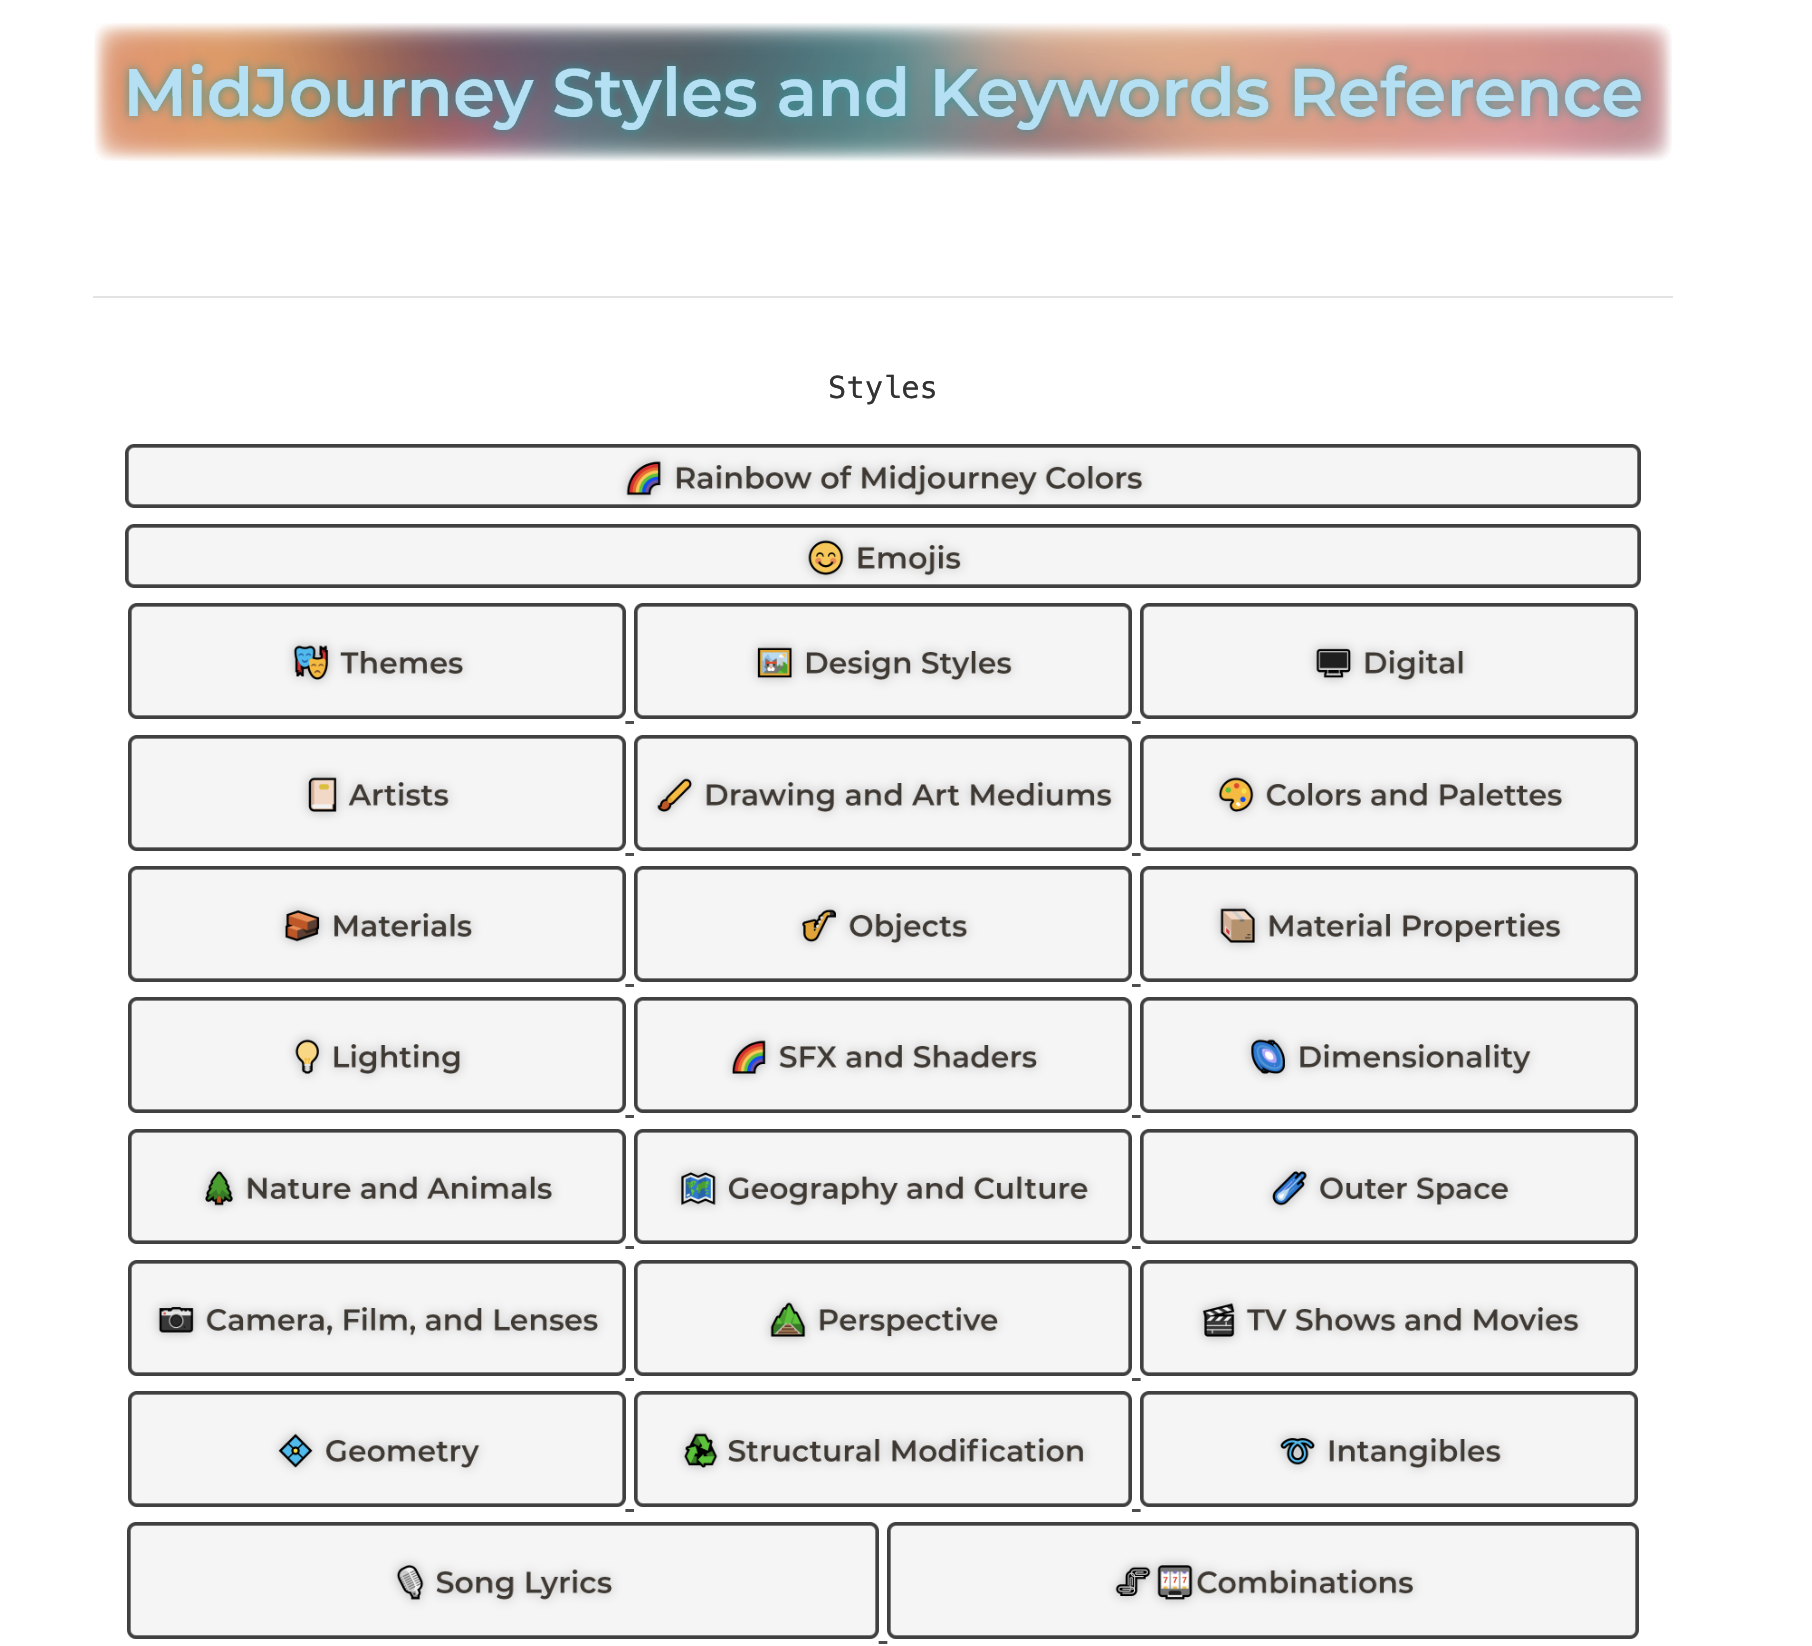 MidJourney Styles and Keywords Reference
Styles
🌈 Rainbow of Midjourney Colors
😊 Emojis
🎭 Themes
🖼️ Design Styles
🖥️ Digital
📔 Artists
🖌️ Drawing and Art Mediums
🎨 Colors and Palettes
🧱 Materials
🎷 Objects
📦 Material Properties
💡 Lighting
🌈 SFX and Shaders
🌀 Dimensionality
🌲 Nature and Animals
🗺️ Geography and Culture
☄️ Outer Space
📷 Camera, Film, and Lenses
🛤️ Perspective
🎬 TV Shows and Movies
💠 Geometry
♻️ Structural Modification
➰ Intangibles
🎙️ Song Lyrics
🖇️🎰Combinations